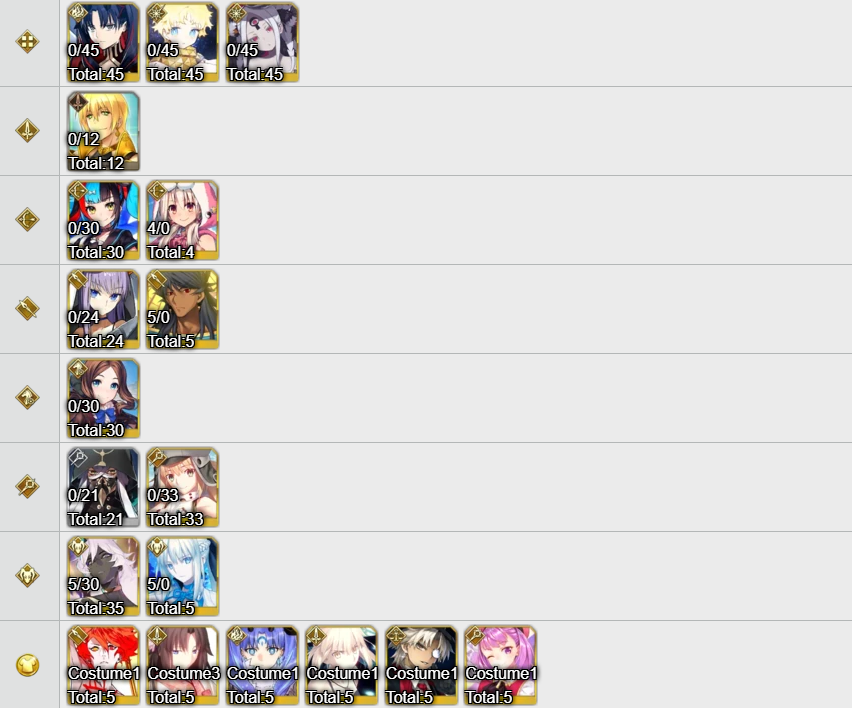 0/45 0/45 0/45
Total:45 Total:45 Total:45
0/12
Total:12
0/30 4/0
Total:30 Total:4
0/24 5/0
Total:24 Total:5
0/30
Total:30
0/21 0/33
Total:21 Total:33
5/30 5/0
Total:35 Total:5
Costume1 Costume3 Costume1 Costume1 Costume1 Costume1
Total:5 Total:5 Total:5 Total:5 Total:5 Total:5